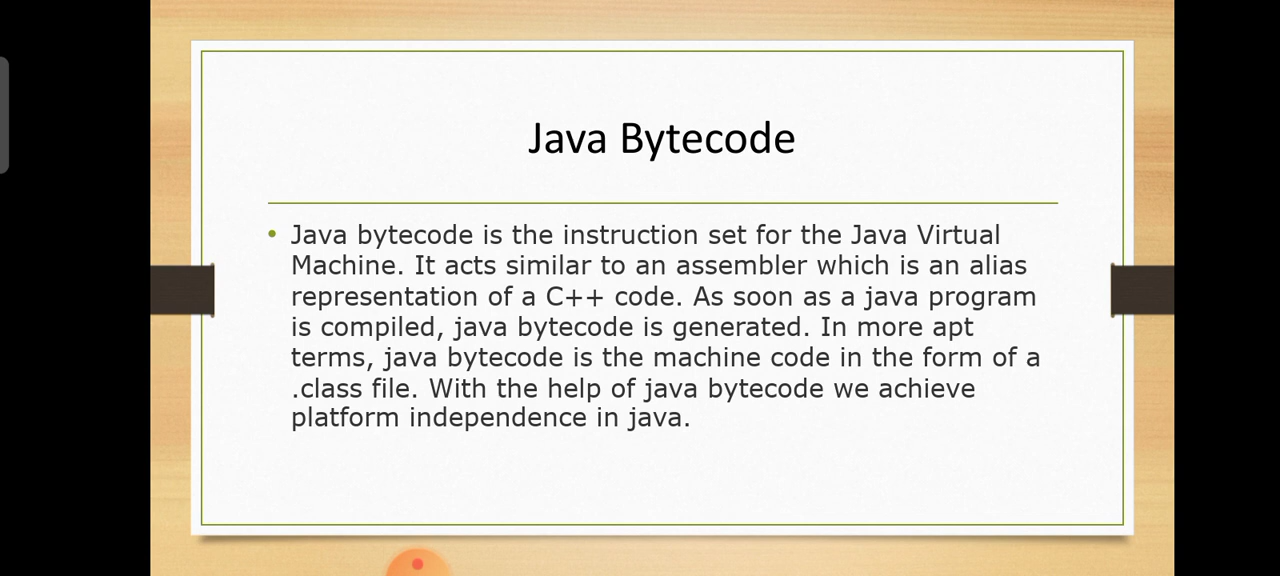 Java Bytecode
• Java bytecode is the instruction set for the Java Virtual
Machine. It acts similar to an assembler which is an alias
representation of a C++ code. As soon as a java program
is compiled, java bytecode is generated. In more apt
terms, java bytecode is the machine code in the form of a
.class file. With the help of java bytecode we achieve
platform independence in java.